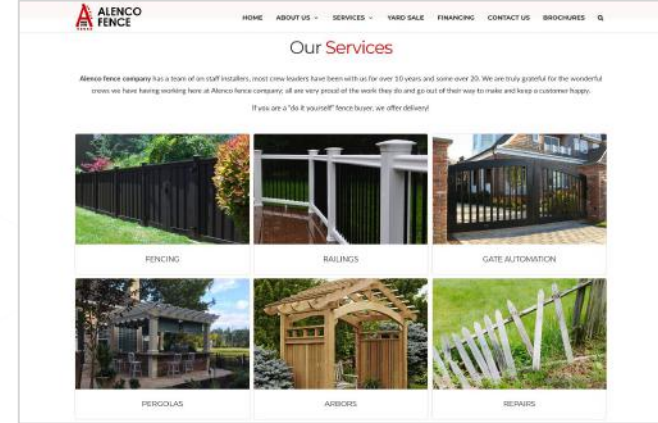 ALENCO
FENCE
HOME ABOUT US SERVICES YARD SALE FINANCING CONTACT US BROCHURES
Our Services
Alenco fence company has a team of on staff installers, most crew leaders have been with us for over 10 years and some over 20. We are truly grateful for the wonderful
crews we have having working here at Alenco fence company; all are very proud of the work they do and go out of their way to make and keep a customer happy.
If you are a "do it yourself" fence buyer, we offer delivery!
FENCING RAILINGS GATE AUTOMATION
PERGOLAS ARBORS REPAIRS